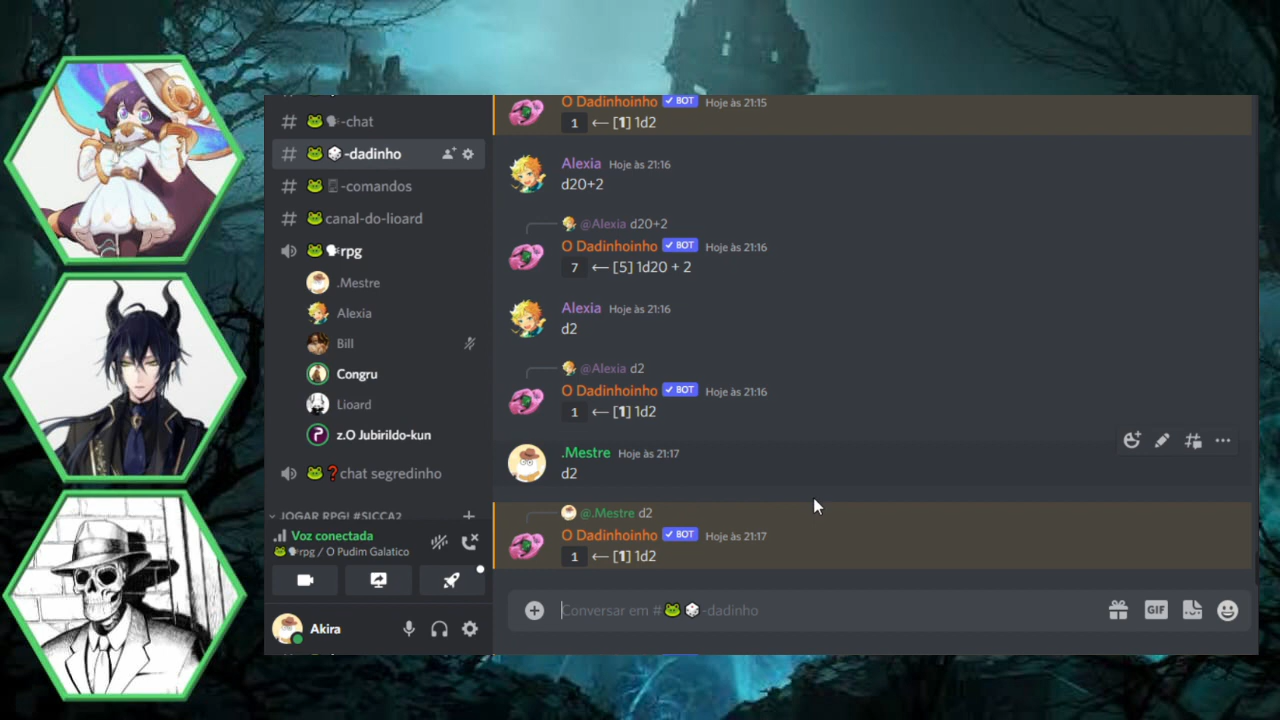 -chat
-dadinho
-comandos
canal-do-lioard
rpg
.Mestre
Alexia
Bill
Congru
Lioard
z.O Jubirildo-kun
chat segredinho
JOGAR RPG! #SICCA2
Voz conectada
rpg / O Pudim Galatico
Akira
O Dadinhoinho BOT Hoje às 21:15
1 ⟵ [1] 1d2
Alexia Hoje às 21:16
d20+2
@Alexia d20+2
O Dadinhoinho BOT Hoje às 21:16
7 ⟵ [5] 1d20 + 2
Alexia Hoje às 21:16
d2
@Alexia d2
O Dadinhoinho BOT Hoje às 21:16
1 ⟵ [1] 1d2
.Mestre Hoje às 21:17
d2
@.Mestre d2
O Dadinhoinho BOT Hoje às 21:17
1 ⟵ [1] 1d2
Conversar em # -dadinho
GIF